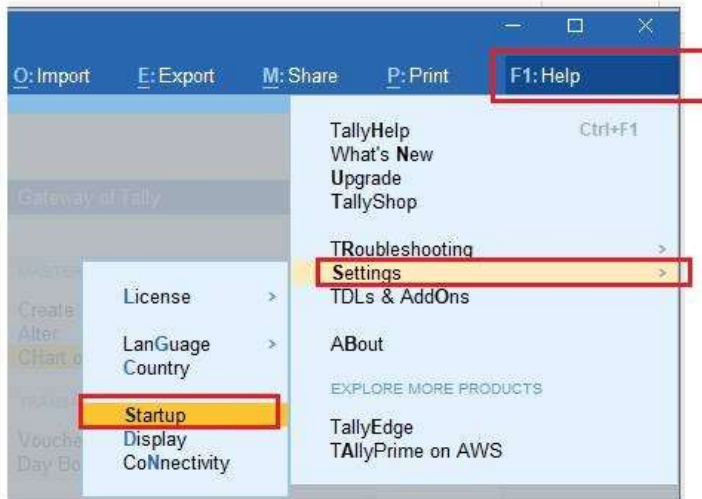 O: Import E: Export M: Share P: Print F1: Help
TallyHelp Ctrl+F1
What's New
Upgrade
TallyShop
TRoubleshooting >
Settings >
TDLs & AddOns
ABout
EXPLORE MORE PRODUCTS
TallyEdge
TAllyPrime on AWS
Gateway of Tally
Create
Alter
CHart o
Vouche
Day Bo
License >
LanGuage >
Country
Startup
Display
CoNnectivity